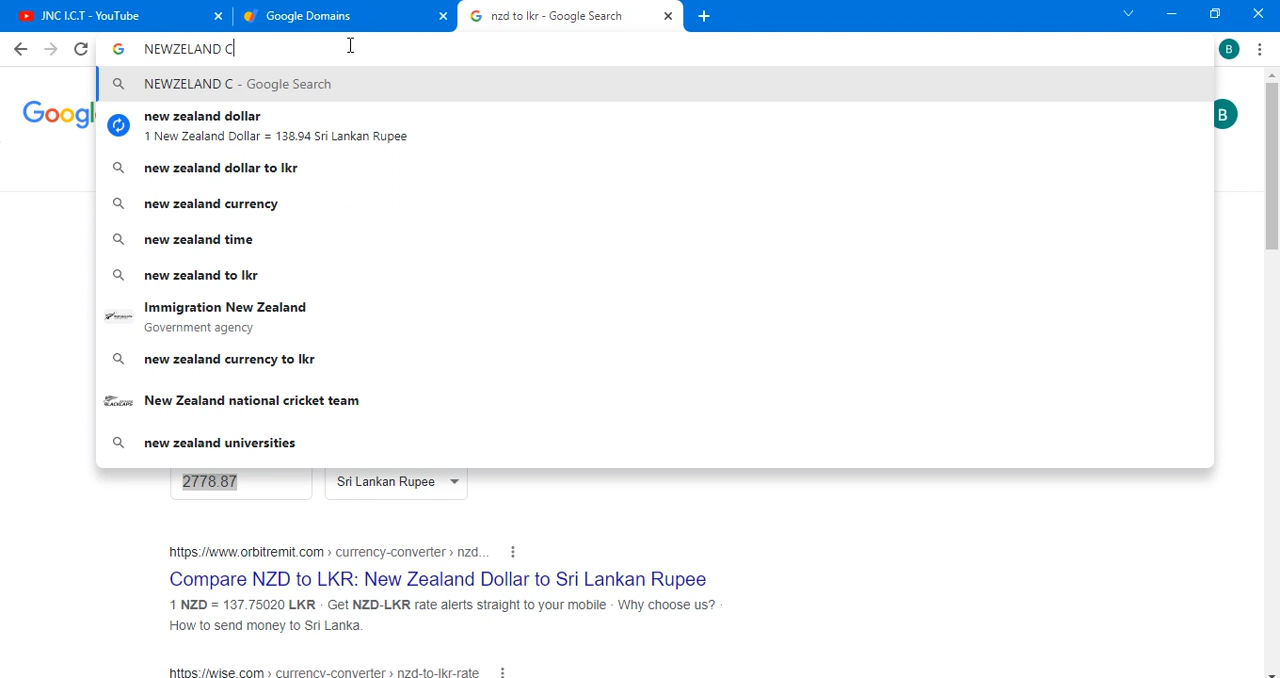 JNC I.C.T - YouTube
Google Domains
nzd to lkr - Google Search
NEWZELAND C
B
NEWZELAND C - Google Search
new zealand dollar
1 New Zealand Dollar = 138.94 Sri Lankan Rupee
new zealand dollar to lkr
new zealand currency
new zealand time
new zealand to lkr
Immigration New Zealand
Government agency
new zealand currency to lkr
New Zealand national cricket team
new zealand universities
Googl
B
2778.87
Sri Lankan Rupee
https://www.orbitremit.com › currency-converter › nzd...
Compare NZD to LKR: New Zealand Dollar to Sri Lankan Rupee
1 NZD = 137.75020 LKR · Get NZD-LKR rate alerts straight to your mobile · Why choose us? ·
How to send money to Sri Lanka.
https://wise.com › currency-converter › nzd-to-lkr-rate